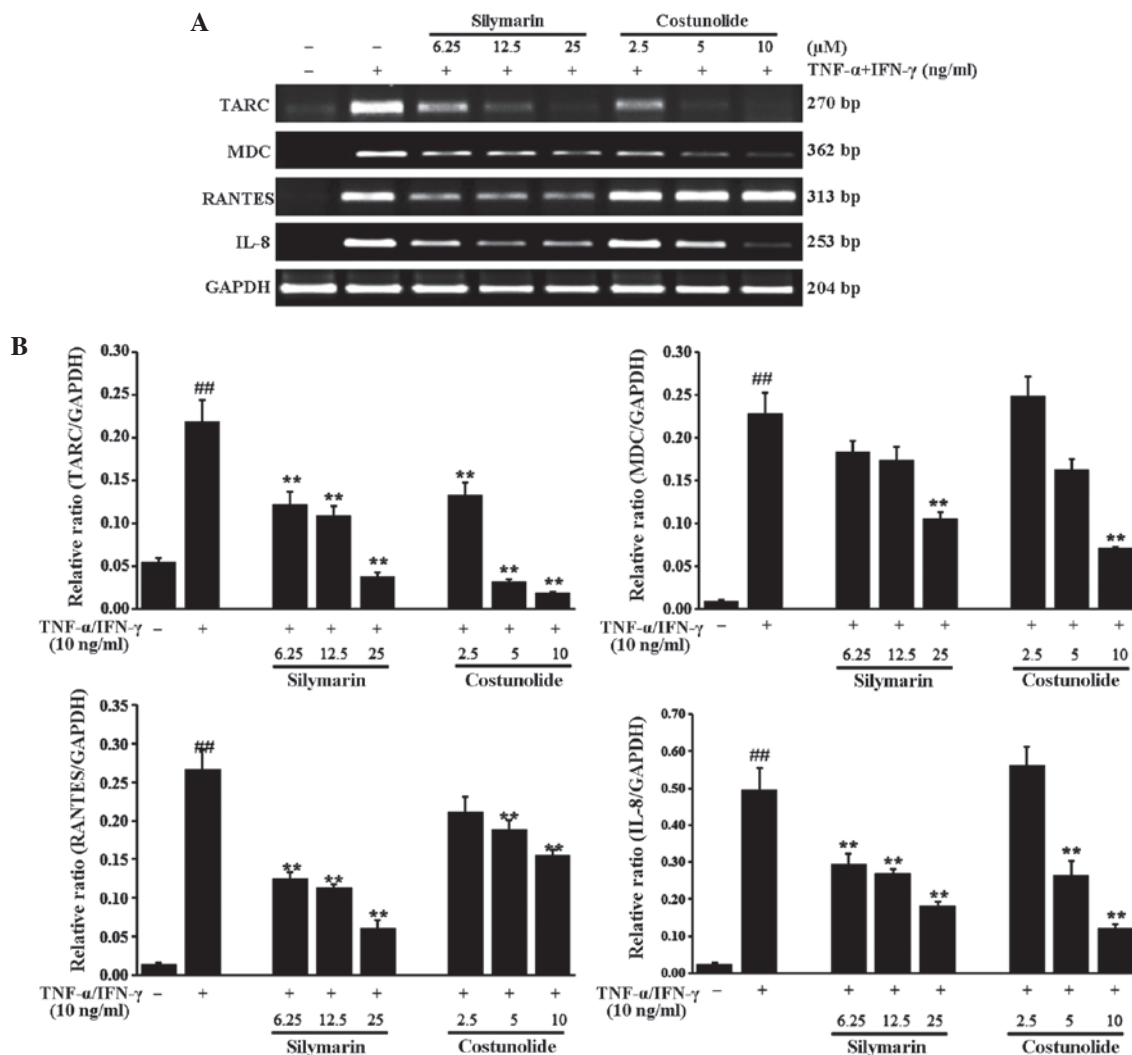 A
Silymarin Costunolide
– – 6.25 12.5 25 2.5 5 10 (µM)
– + + + + + + + TNF-α+IFN-γ (ng/ml)
TARC 270 bp
MDC 362 bp
RANTES 313 bp
IL-8 253 bp
GAPDH 204 bp
B
Relative ratio (TARC/GAPDH)
0.30
0.25
0.20
0.15
0.10
0.05
0.00
## ** ** ** ** ** **
TNF-α/IFN-γ – + + + + + + +
(10 ng/ml)
6.25 12.5 25 2.5 5 10
Silymarin Costunolide
Relative ratio (MDC/GAPDH)
0.30
0.25
0.20
0.15
0.10
0.05
0.00
## ** **
TNF-α/IFN-γ – + + + + + + +
(10 ng/ml)
6.25 12.5 25 2.5 5 10
Silymarin Costunolide
Relative ratio (RANTES/GAPDH)
0.35
0.30
0.25
0.20
0.15
0.10
0.05
0.00
## ** ** ** ** **
TNF-α/IFN-γ – + + + + + + +
(10 ng/ml)
6.25 12.5 25 2.5 5 10
Silymarin Costunolide
Relative ratio (IL-8/GAPDH)
0.70
0.60
0.50
0.40
0.30
0.20
0.10
0.00
## ** ** ** ** **
TNF-α/IFN-γ – + + + + + + +
(10 ng/ml)
6.25 12.5 25 2.5 5 10
Silymarin Costunolide